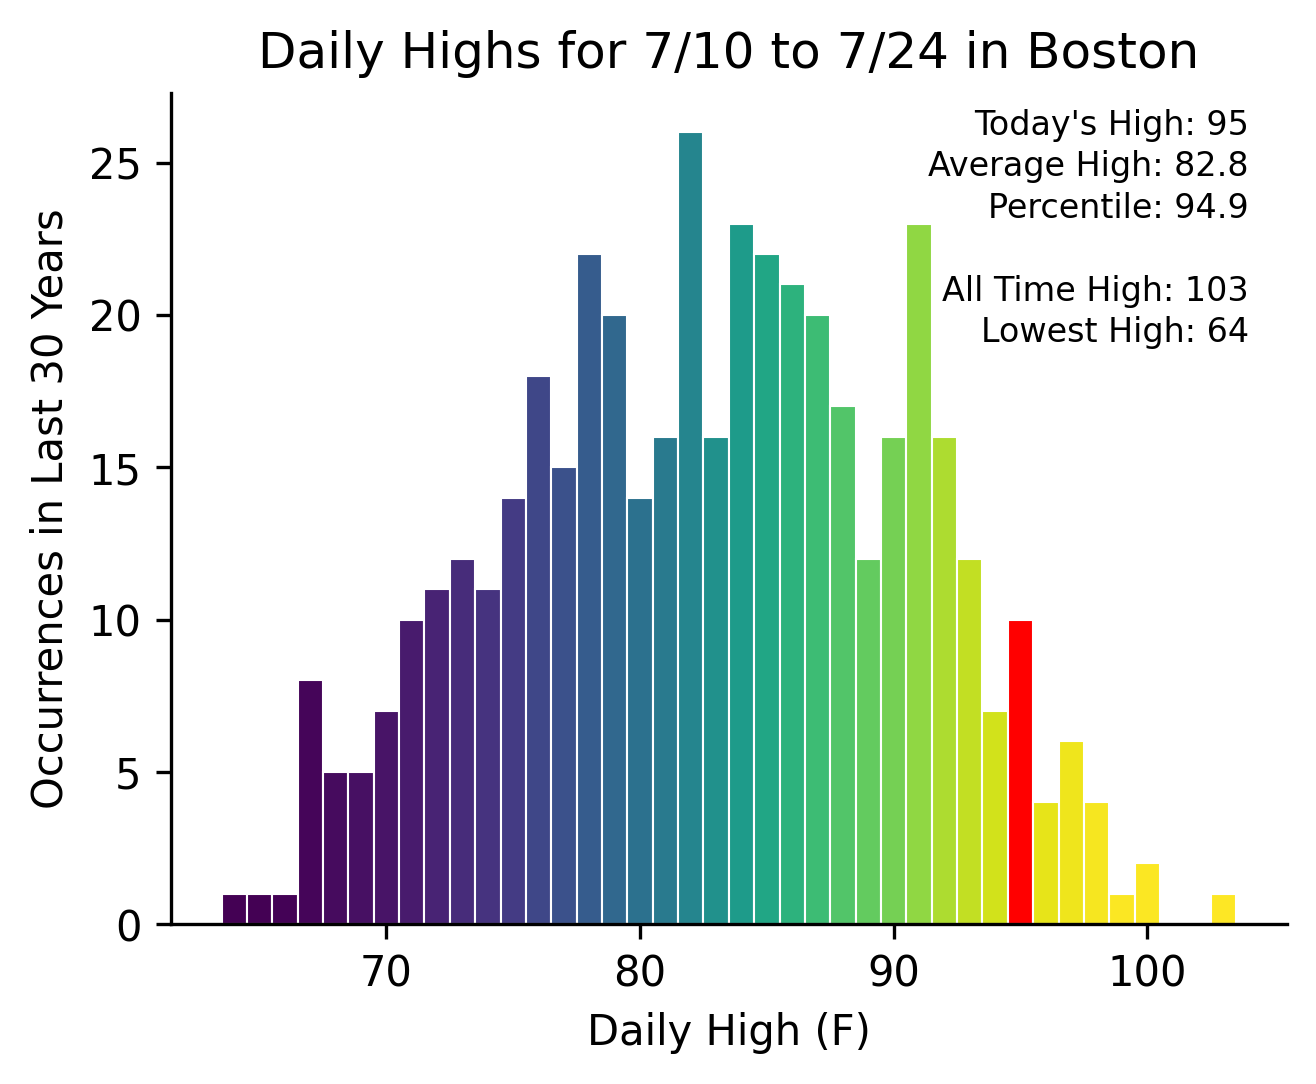 Daily Highs for 7/10 to 7/24 in Boston
Today's High: 95
Average High: 82.8
Percentile: 94.9
All Time High: 103
Lowest High: 64
Occurrences in Last 30 Years
25
20
15
10
5
0
70 80 90 100
Daily High (F)